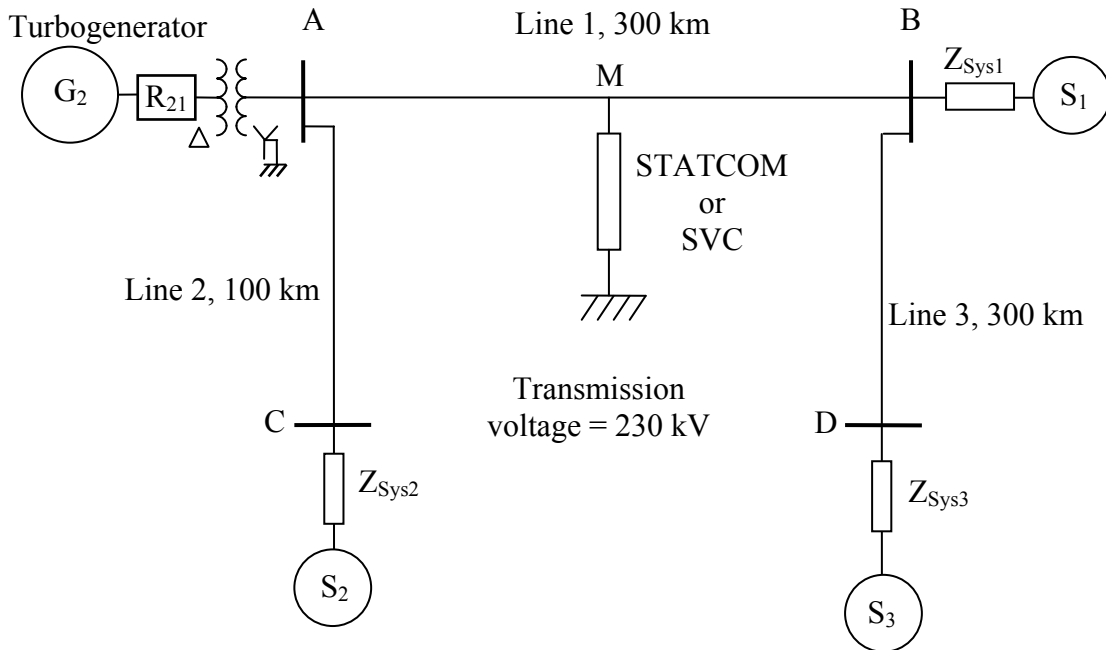 Turbogenerator
A
Line 1, 300 km
B
G2
R21
M
ZSys1
S1
STATCOM
or
SVC
Line 2, 100 km
Line 3, 300 km
Transmission
voltage = 230 kV
C
D
ZSys2
ZSys3
S2
S3